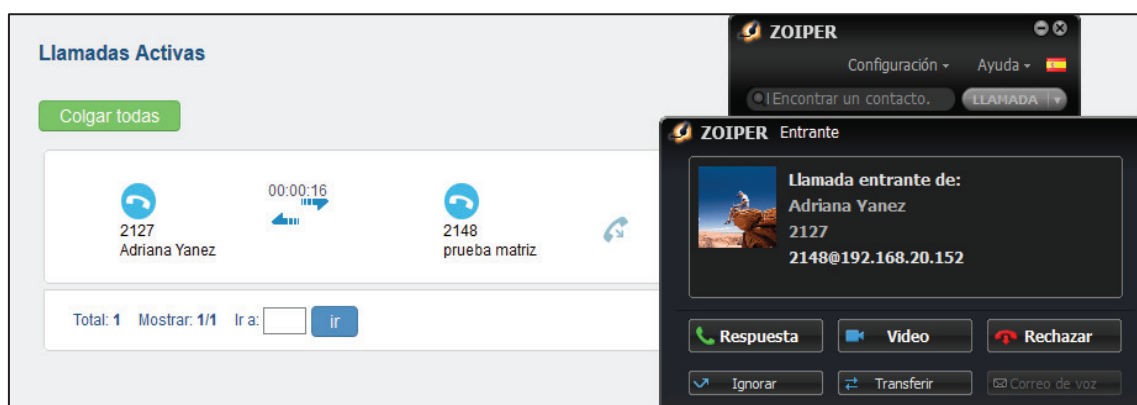 Llamadas Activas
Colgar todas
00:00:16
2127
Adriana Yanez
2148
prueba matriz
Total: 1 Mostrar: 1/1 Ir a: ir
ZOIPER
Configuración Ayuda
Encontrar un contacto. LLAMADA
ZOIPER Entrante
Llamada entrante de:
Adriana Yanez
2127
2148@192.168.20.152
Respuesta Video Rechazar
Ignorar Transferir Correo de voz